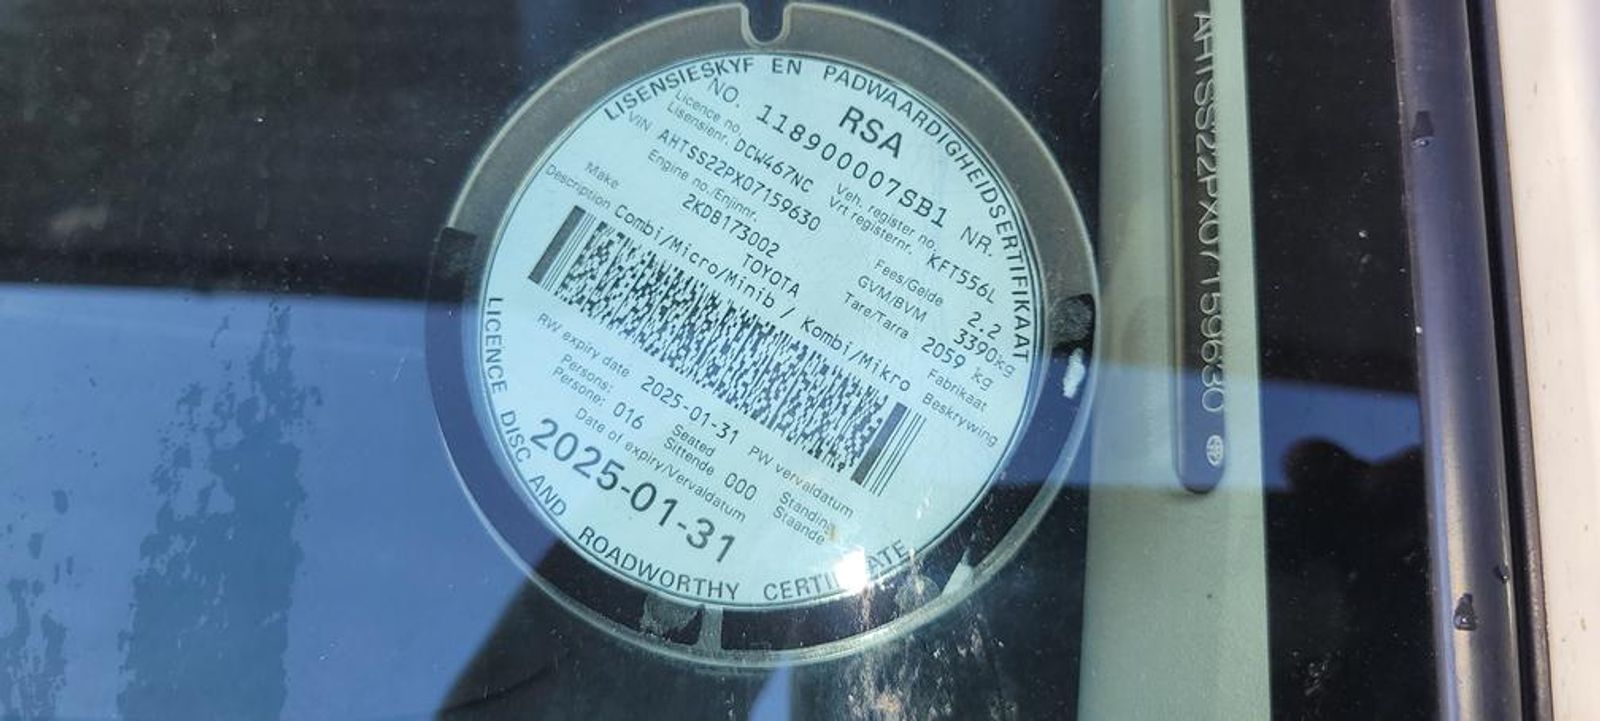 LISENSIESKYF EN PADWAARDIGHEIDSERTIFIKAAT
RSA
NO. 118900007SB1 NR.
Licence no. DCW467NC Veh. register no. KFT556L
Lisensienr. Vrt registernr.
VIN AHTSS22PX07159630 Fees/Gelde 2.2
Engine no./Enjinnr. GVM/BVM 3390kg
2KDB173002 Tare/Tarra 2059 kg
Make TOYOTA Fabrikaat
Description Combi/Micro/Minib / Kombi/Mikro Beskrywing
RW expiry date 2025-01-31 PW vervaldatum
Persons: 016 Seated 000 Standing
Persone: Sittende Staande
Date of expiry/Vervaldatum
2025-01-31
LICENCE DISC AND ROADWORTHY
AHTSS22PX07159630